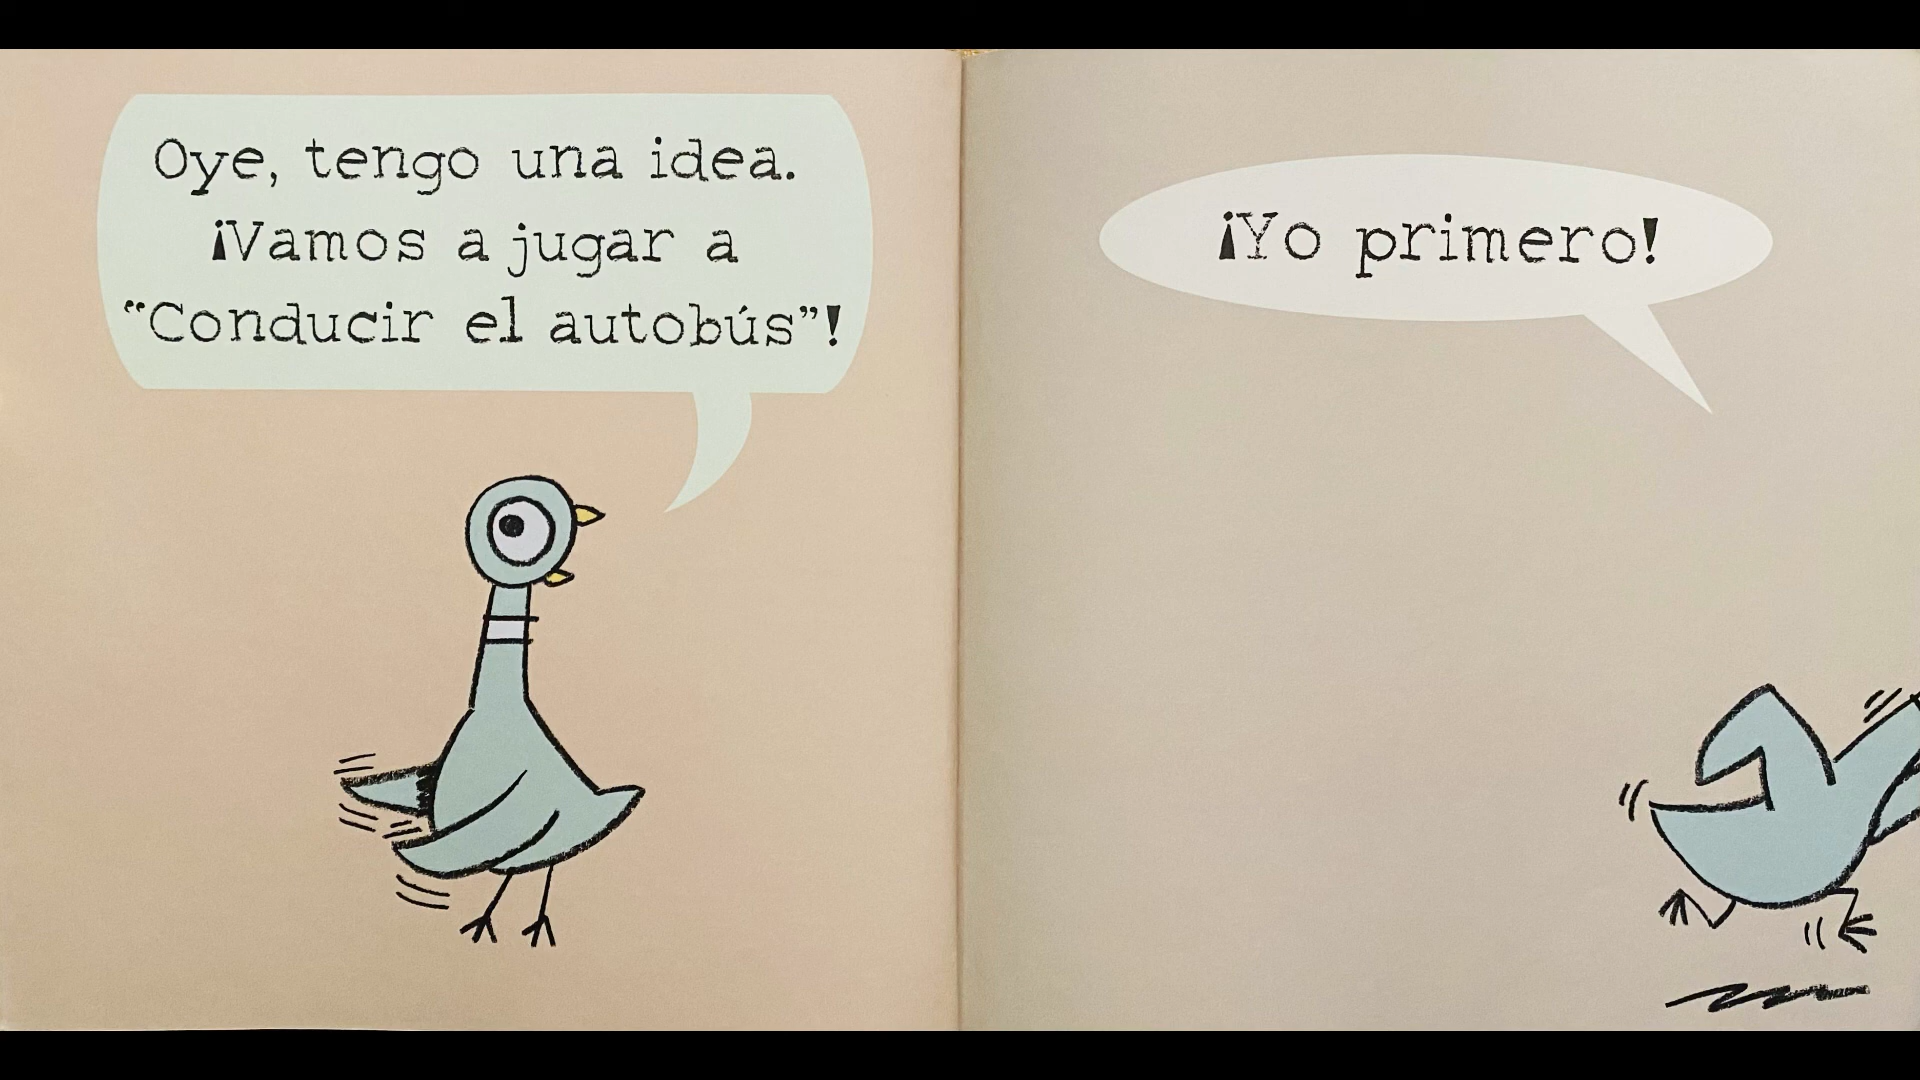 Oye, tengo una idea.
¡Vamos a jugar a
“Conducir el autobús”!
¡Yo primero!